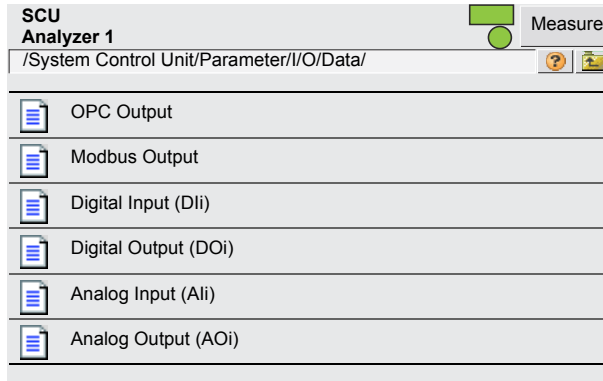 SCU
Analyzer 1
Measure
/System Control Unit/Parameter/I/O/Data/
?
OPC Output
Modbus Output
Digital Input (DIi)
Digital Output (DOi)
Analog Input (AIi)
Analog Output (AOi)